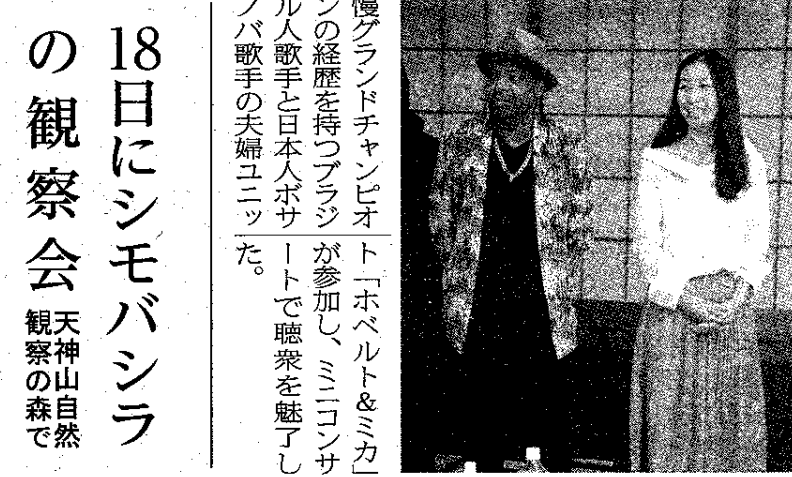 慢グランドチャンピオ
ンの経歴を持つブラジ
ル人歌手と日本人ボサ
ノバ歌手の夫婦ユニッ
ト「ホベルト&ミカ」
が参加し、ミニコンサ
ートで聴衆を魅了し
た。
18日にシモバシラ
の観察会
天神山自然
観察の森で